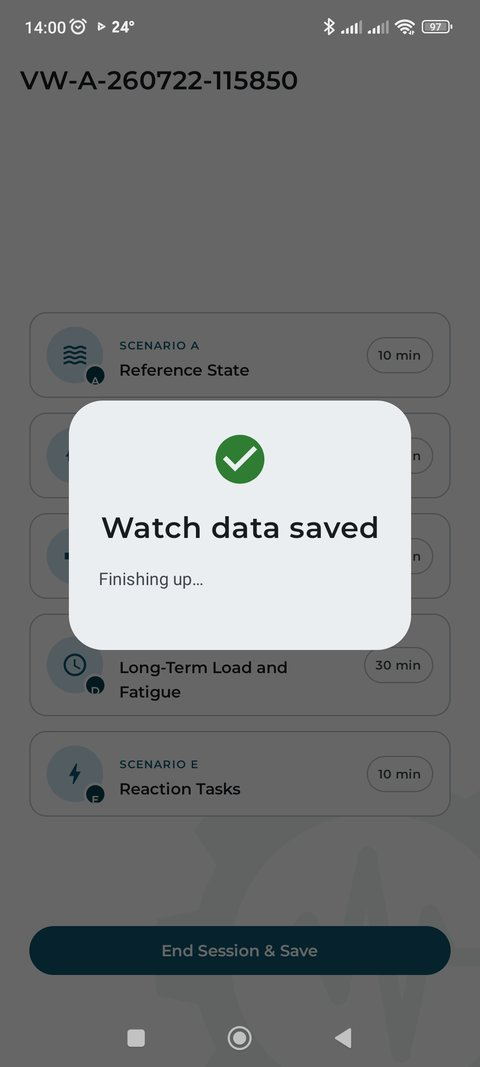 14:00 24°
97
VW-A-260722-115850
SCENARIO A
10 min
A
Reference State
Watch data saved
Finishing up...
Long-Term Load and
30 min
Fatigue
D
SCENARIO E
10 min
Reaction Tasks
E
End Session & Save